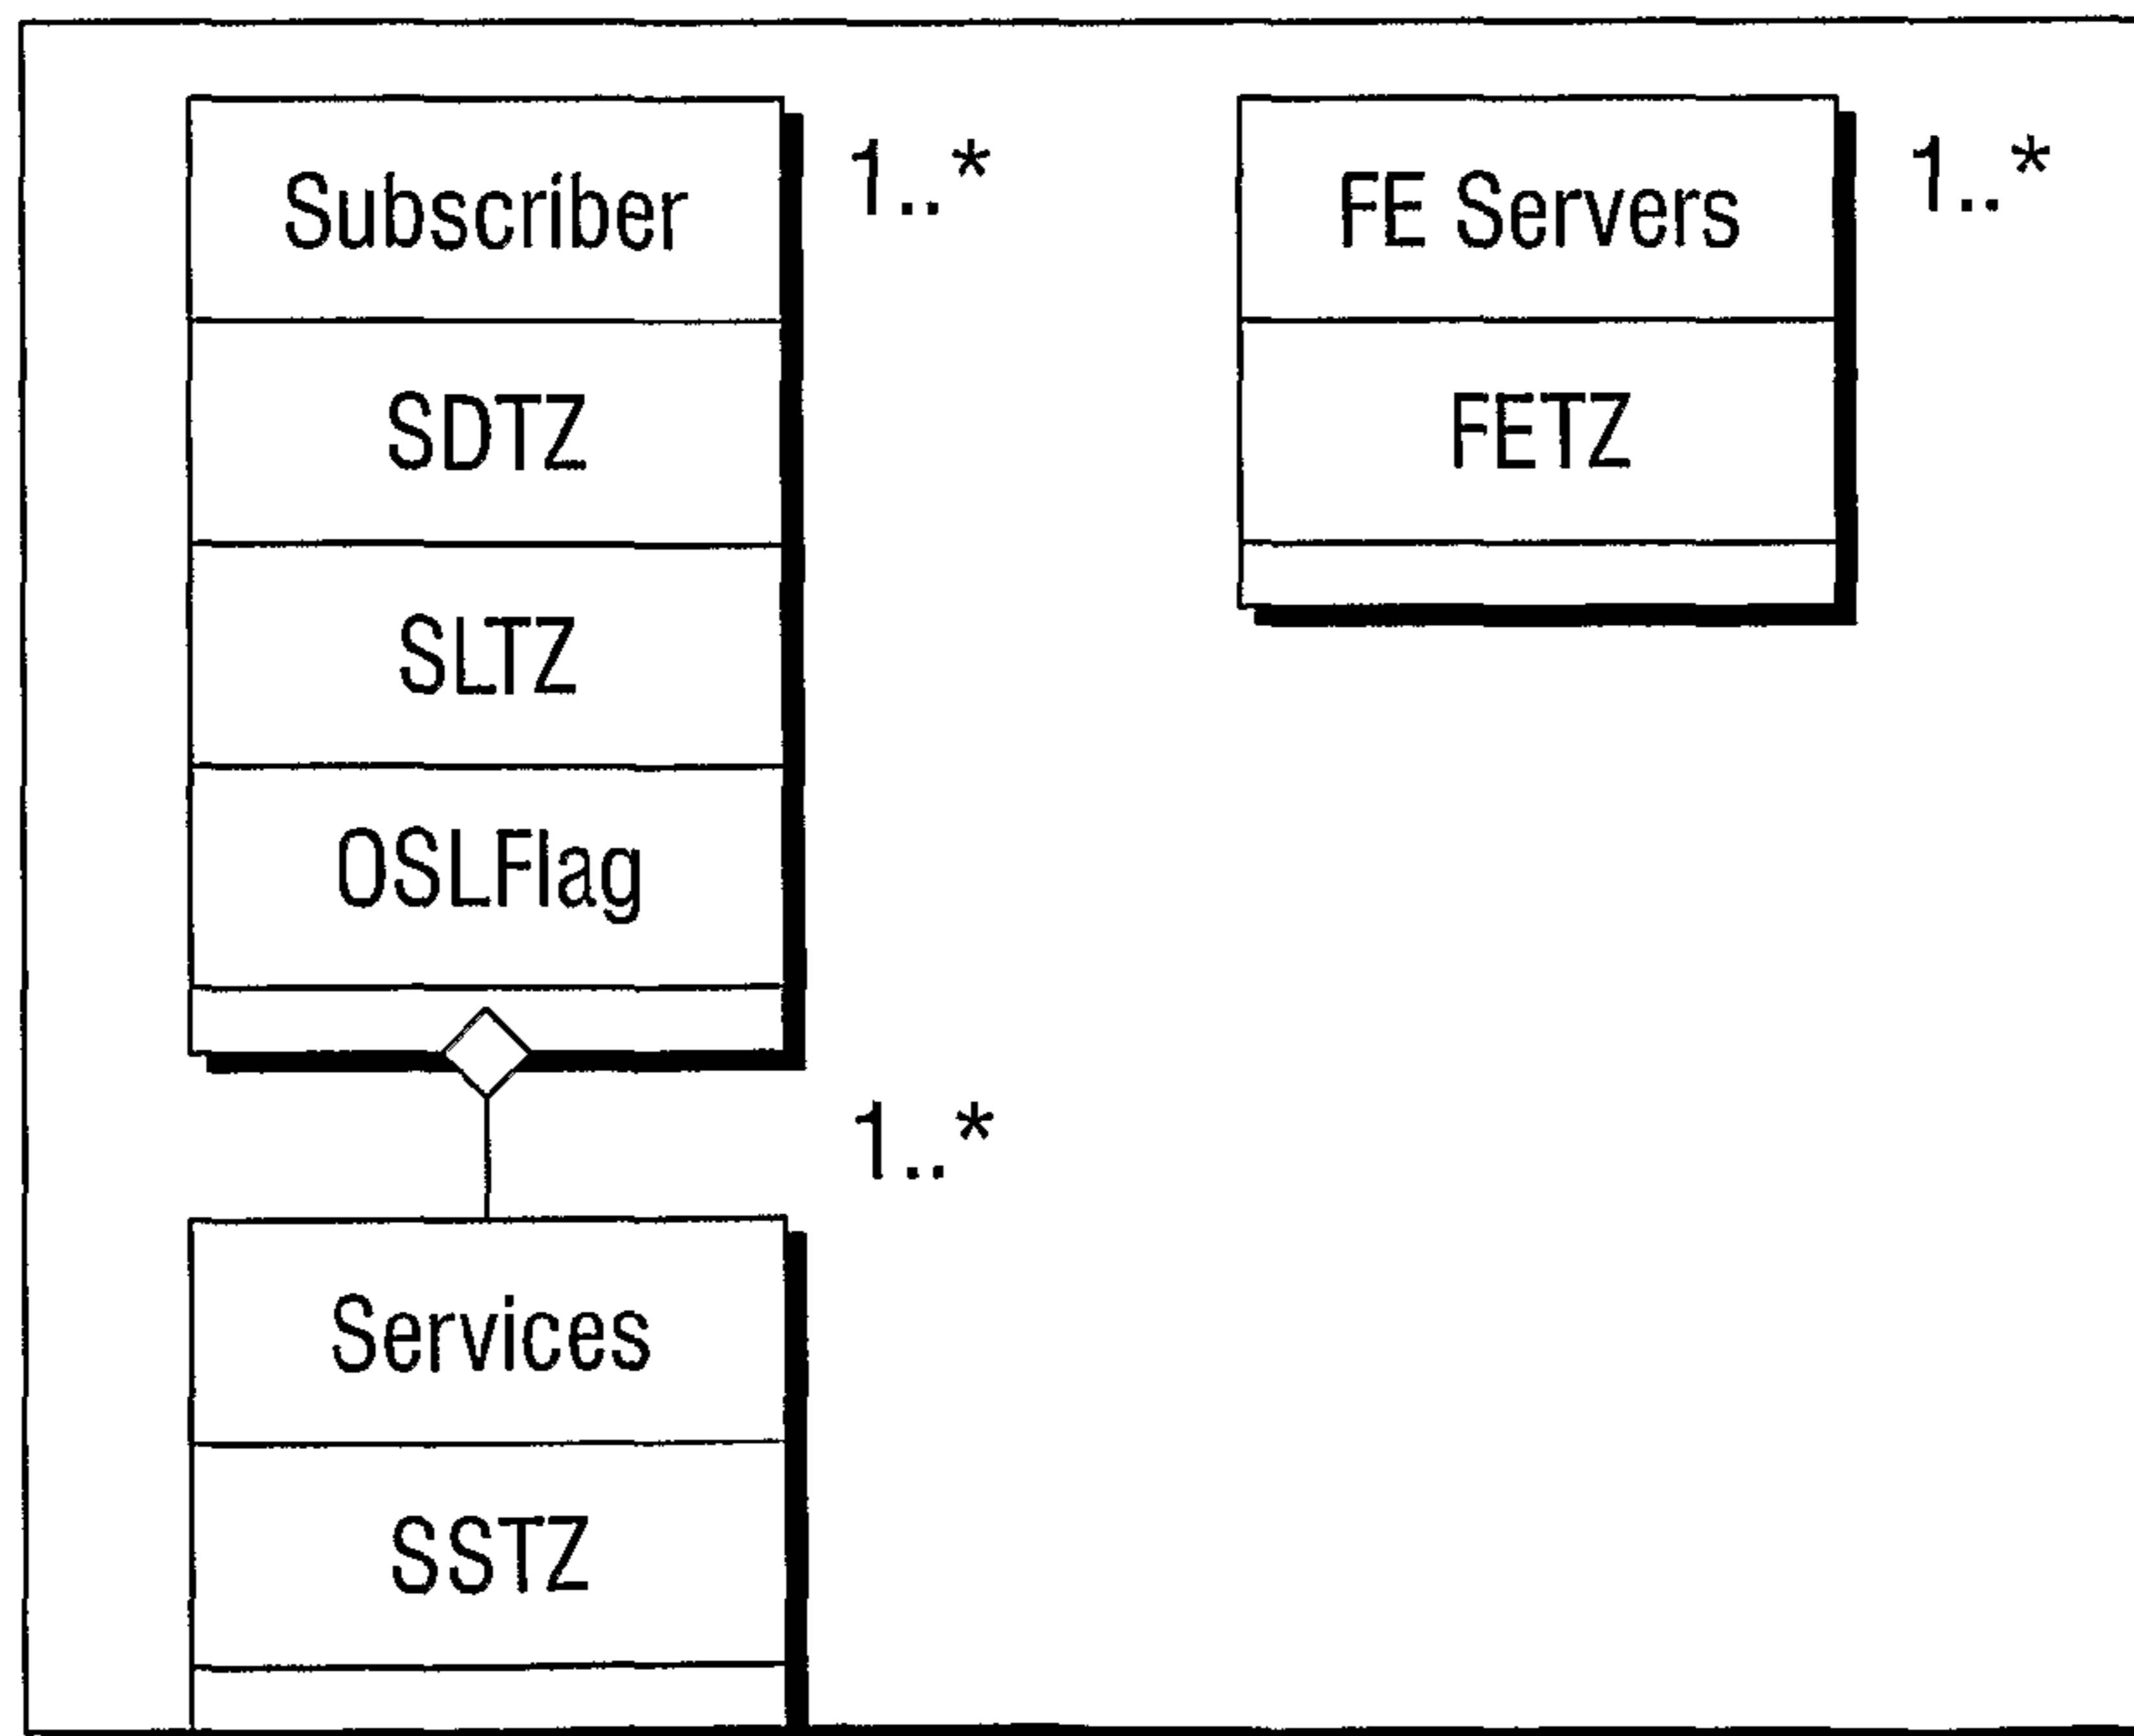 Subscriber
1..*
SDTZ
SLTZ
OSLFlag
FE Servers
1..*
FETZ
1..*
Services
SSTZ